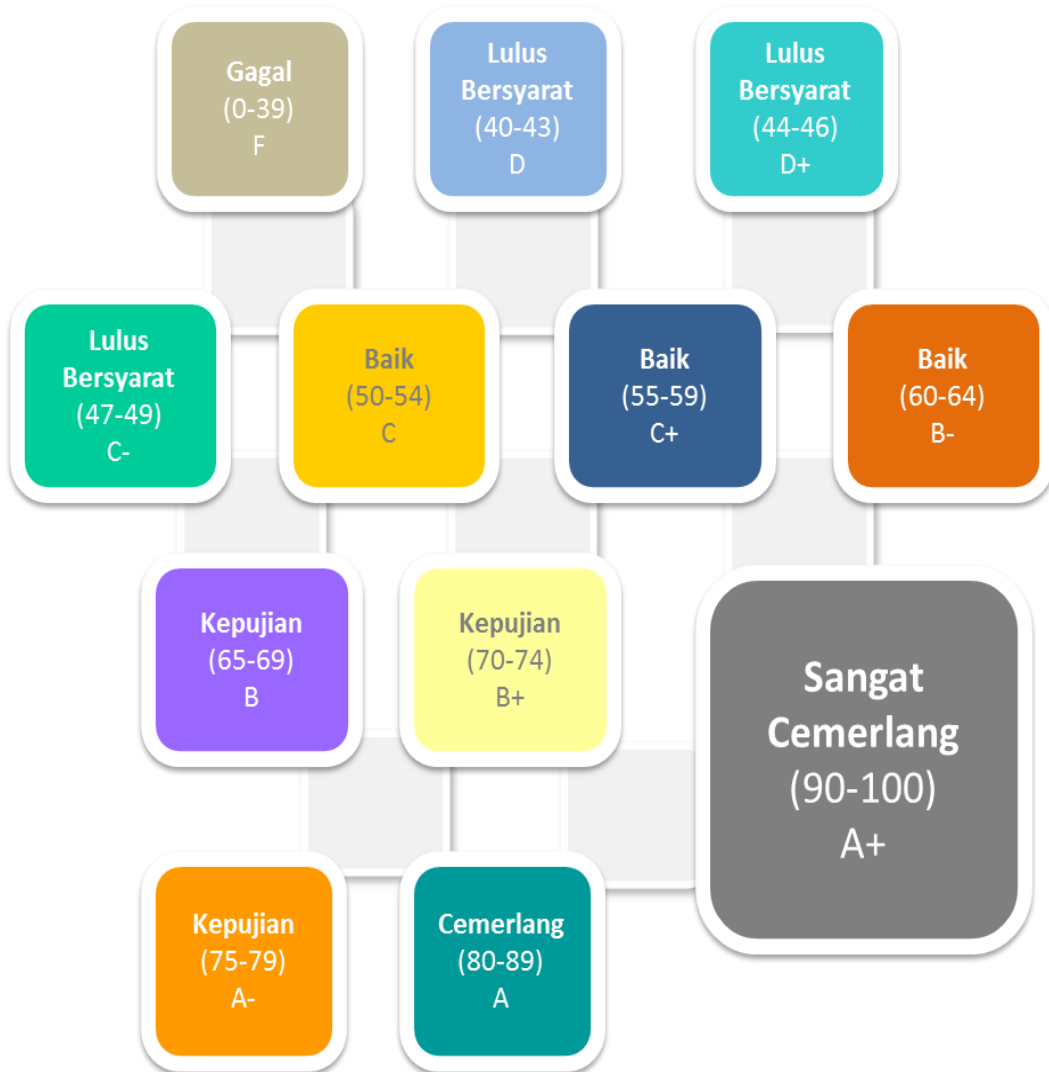 Gagal
(0-39)
F
Lulus
Bersyarat
(40-43)
D
Lulus
Bersyarat
(44-46)
D+
Lulus
Bersyarat
(47-49)
C-
Baik
(50-54)
C
Baik
(55-59)
C+
Baik
(60-64)
B-
Kepujian
(65-69)
B
Kepujian
(70-74)
B+
Sangat
Cemerlang
(90-100)
A+
Kepujian
(75-79)
A-
Cemerlang
(80-89)
A